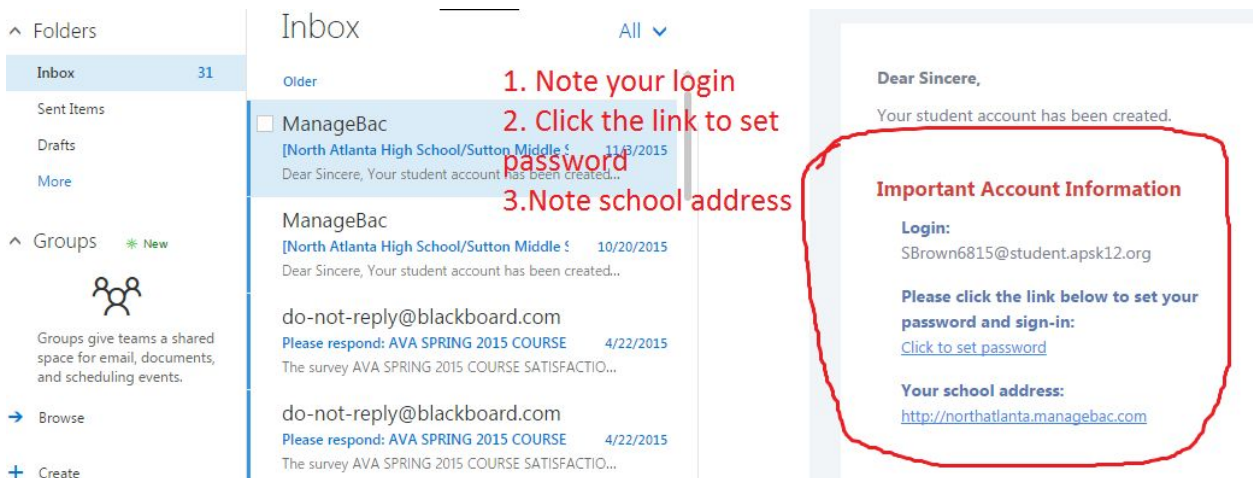 Folders
Inbox 31
Sent Items
Drafts
More
Groups New
Groups give teams a shared
space for email, documents,
and scheduling events.
Browse
Create
Inbox All
Older
ManageBac
[North Atlanta High School/Sutton Middle S 11/3/2015
Dear Sincere, Your student account has been created...
ManageBac
[North Atlanta High School/Sutton Middle S 10/20/2015
Dear Sincere, Your student account has been created...
do-not-reply@blackboard.com
Please respond: AVA SPRING 2015 COURSE 4/22/2015
The survey AVA SPRING 2015 COURSE SATISFACTIO...
do-not-reply@blackboard.com
Please respond: AVA SPRING 2015 COURSE 4/22/2015
The survey AVA SPRING 2015 COURSE SATISFACTIO...
1. Note your login
2. Click the link to set
password
3.Note school address
Dear Sincere,
Your student account has been created.
Important Account Information
Login:
SBrown6815@student.apsk12.org
Please click the link below to set your
password and sign-in:
Click to set password
Your school address:
http://northatlanta.managebac.com